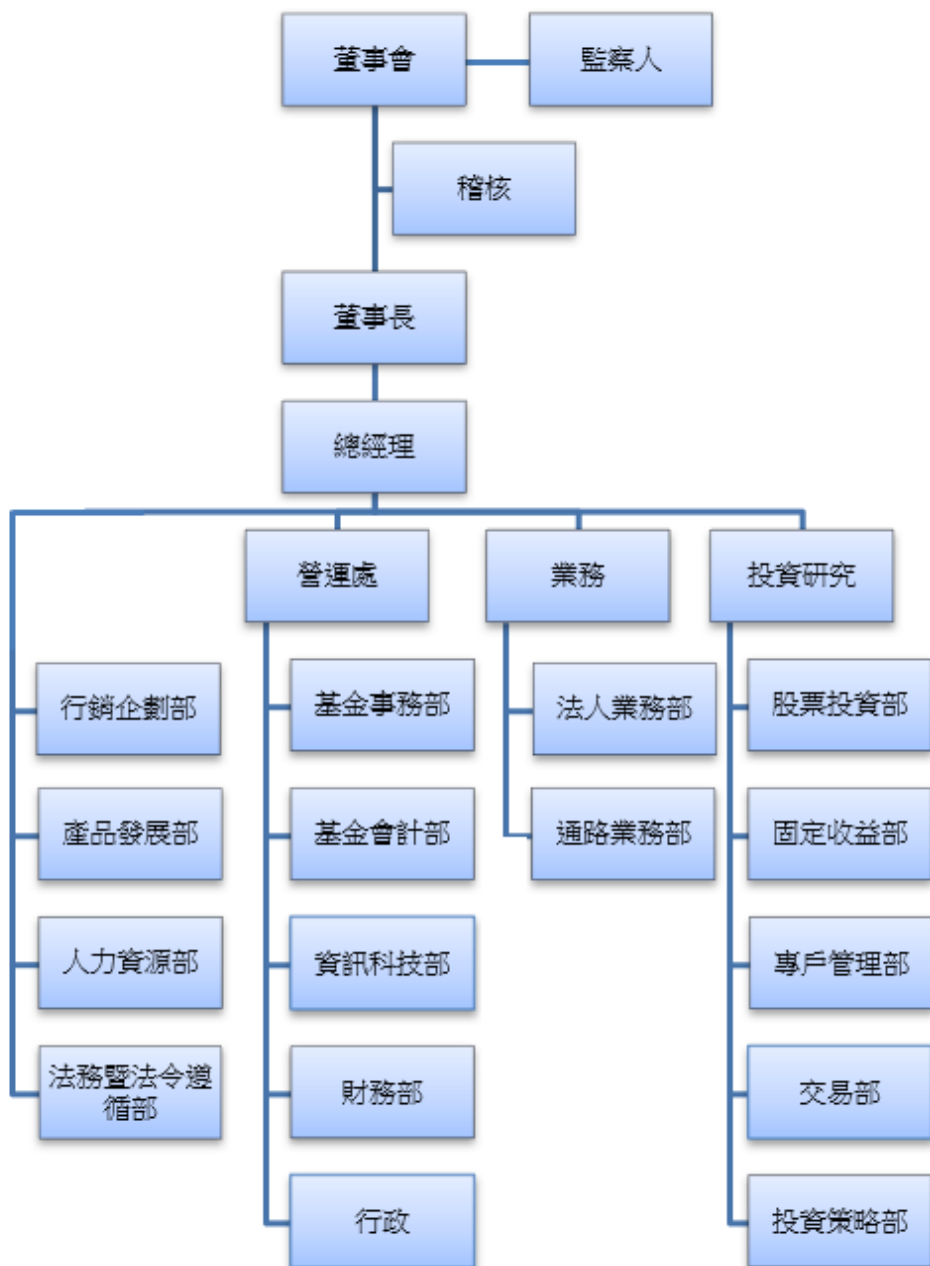 董事會
監察人
稽核
董事長
總經理
營運處
業務
投資研究
行銷企劃部
基金事務部
法人業務部
股票投資部
產品發展部
基金會計部
通路業務部
固定收益部
人力資源部
資訊科技部
專戶管理部
法務暨法令遵
循部
財務部
交易部
行政
投資策略部